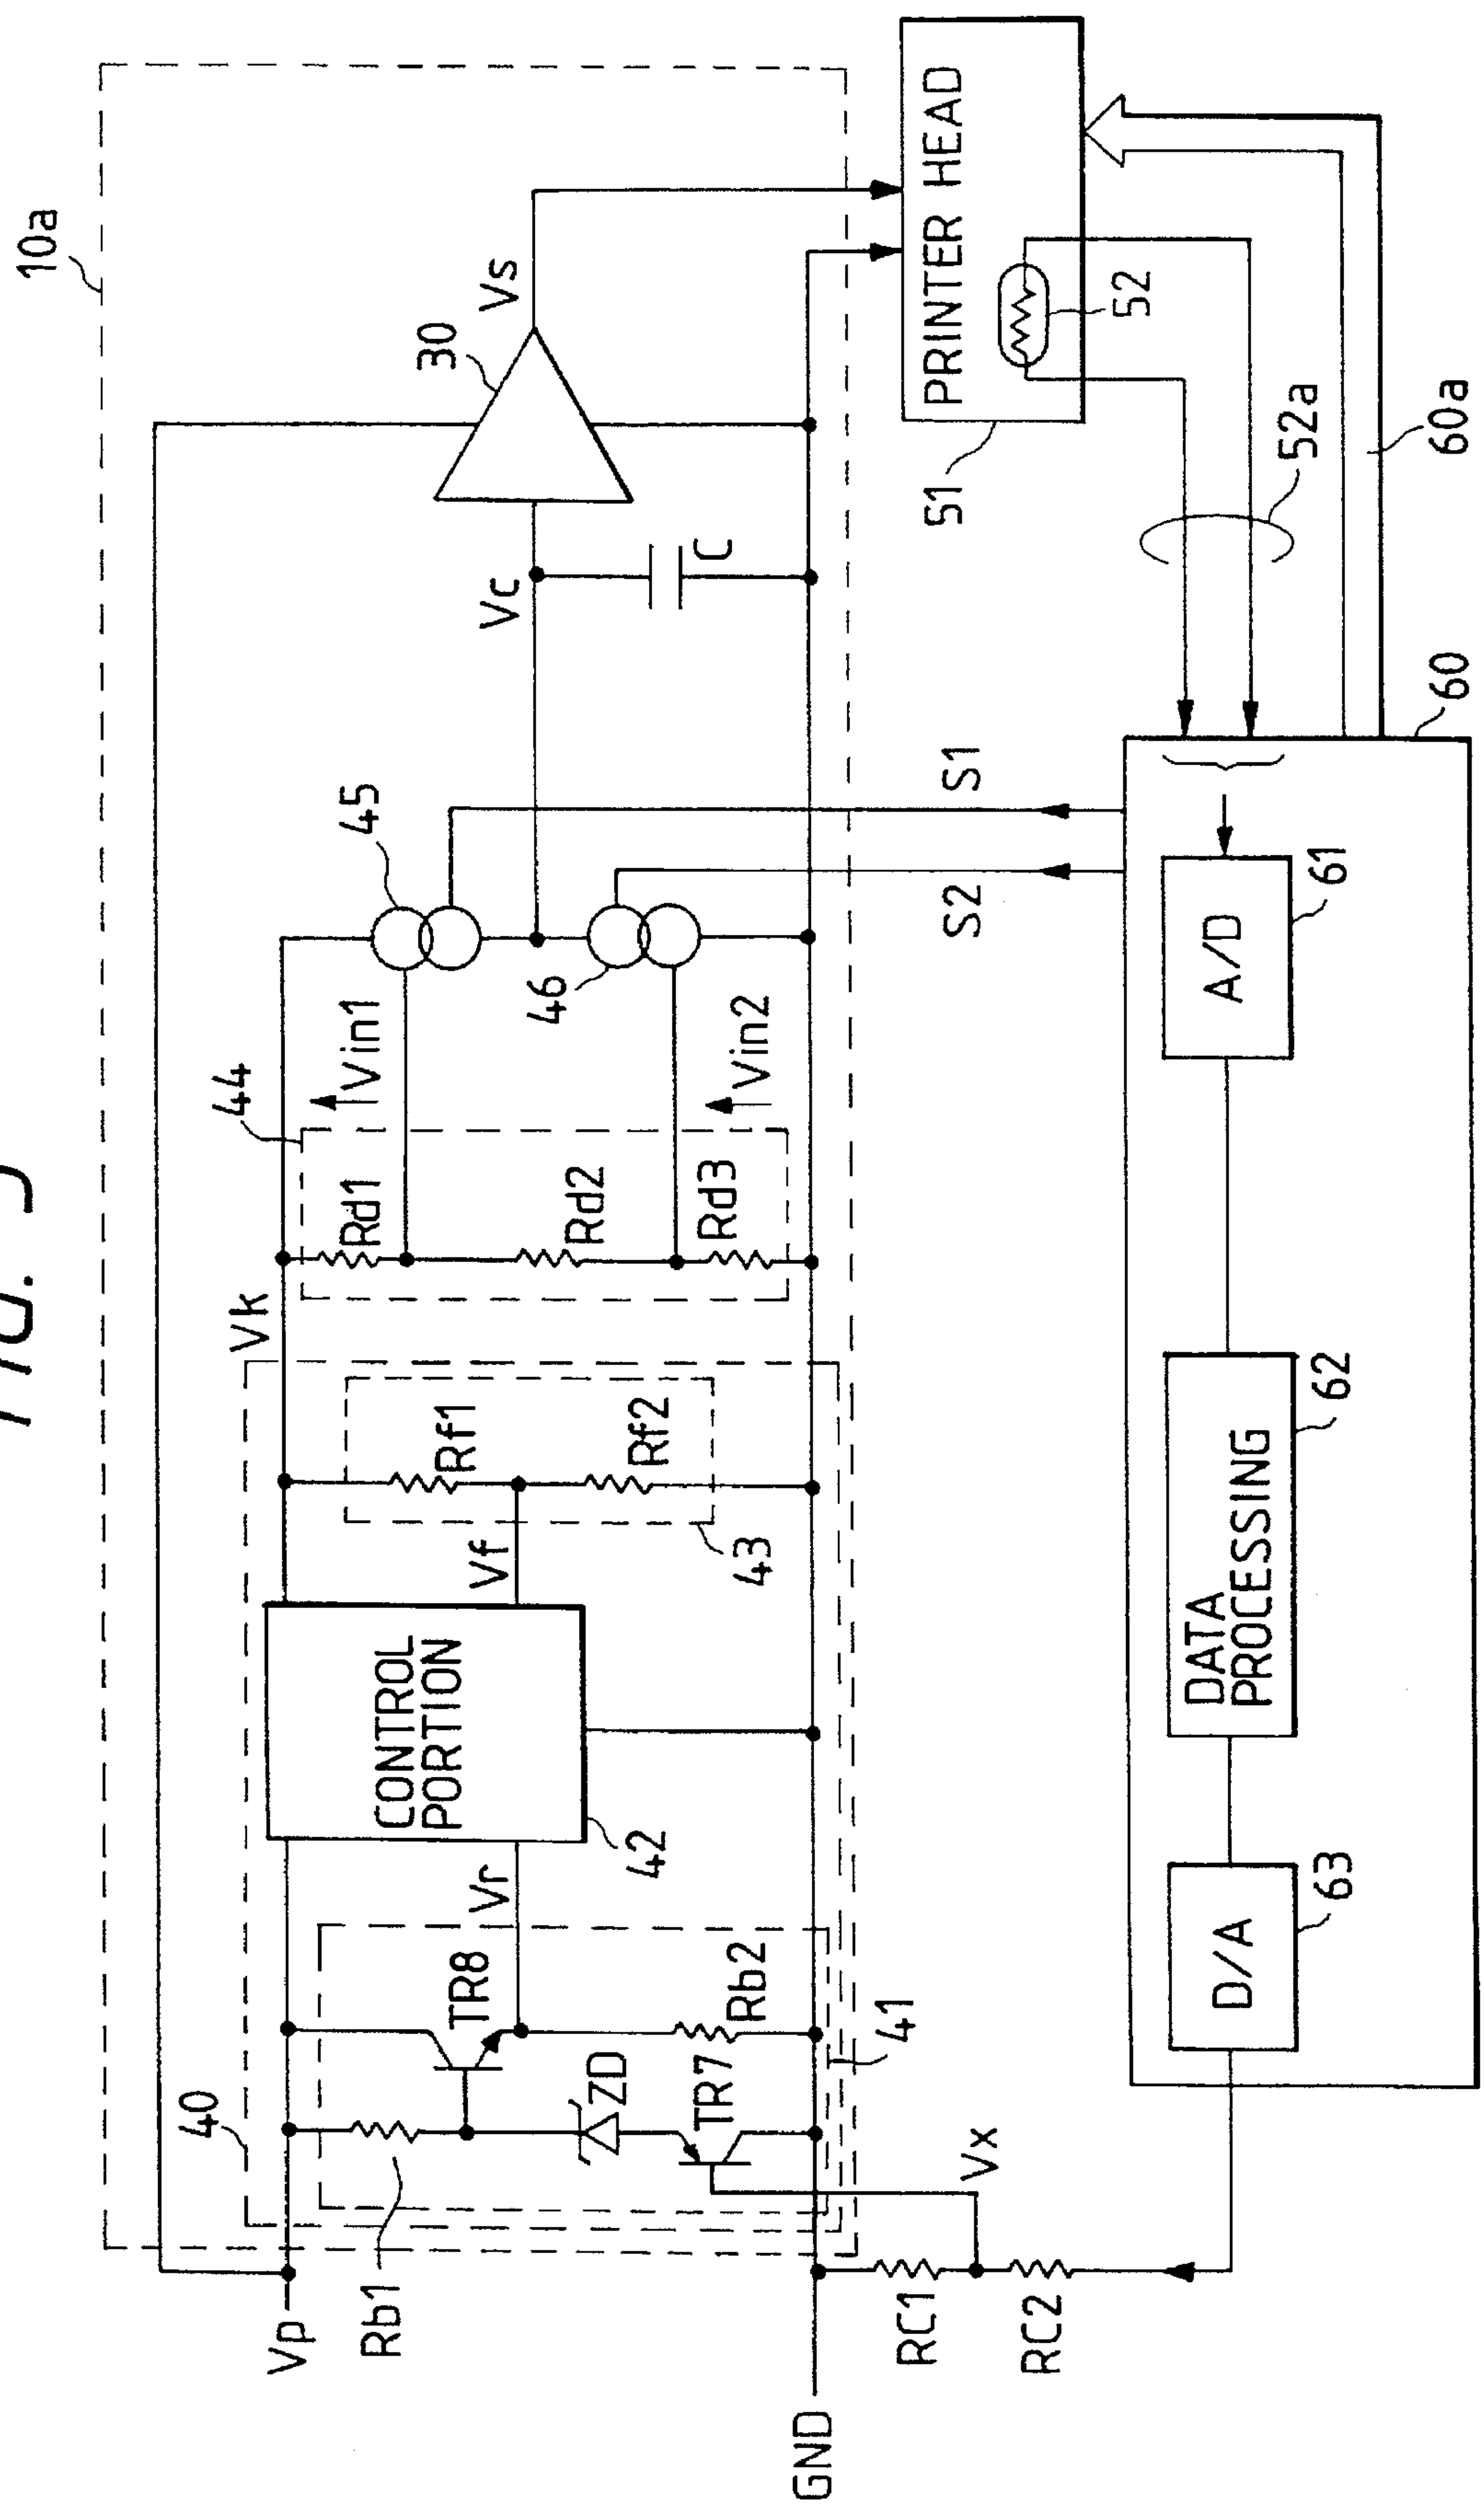 10a
40
Vp
Rb1
TR8
ZD
TR7
Rb2
41
Vr
CONTROL
PORTION
42
Vf
Vk
Rf1
Rf2
43
44
Rd1
Rd2
Rd3
Vin1
Vin2
45
46
Vc
C
30
Vs
GND
RC1
RC2
Vx
S2
S1
51
PRINTER HEAD
52
52a
60a
60
D/A
63
DATA
PROCESSING
62
A/D
61